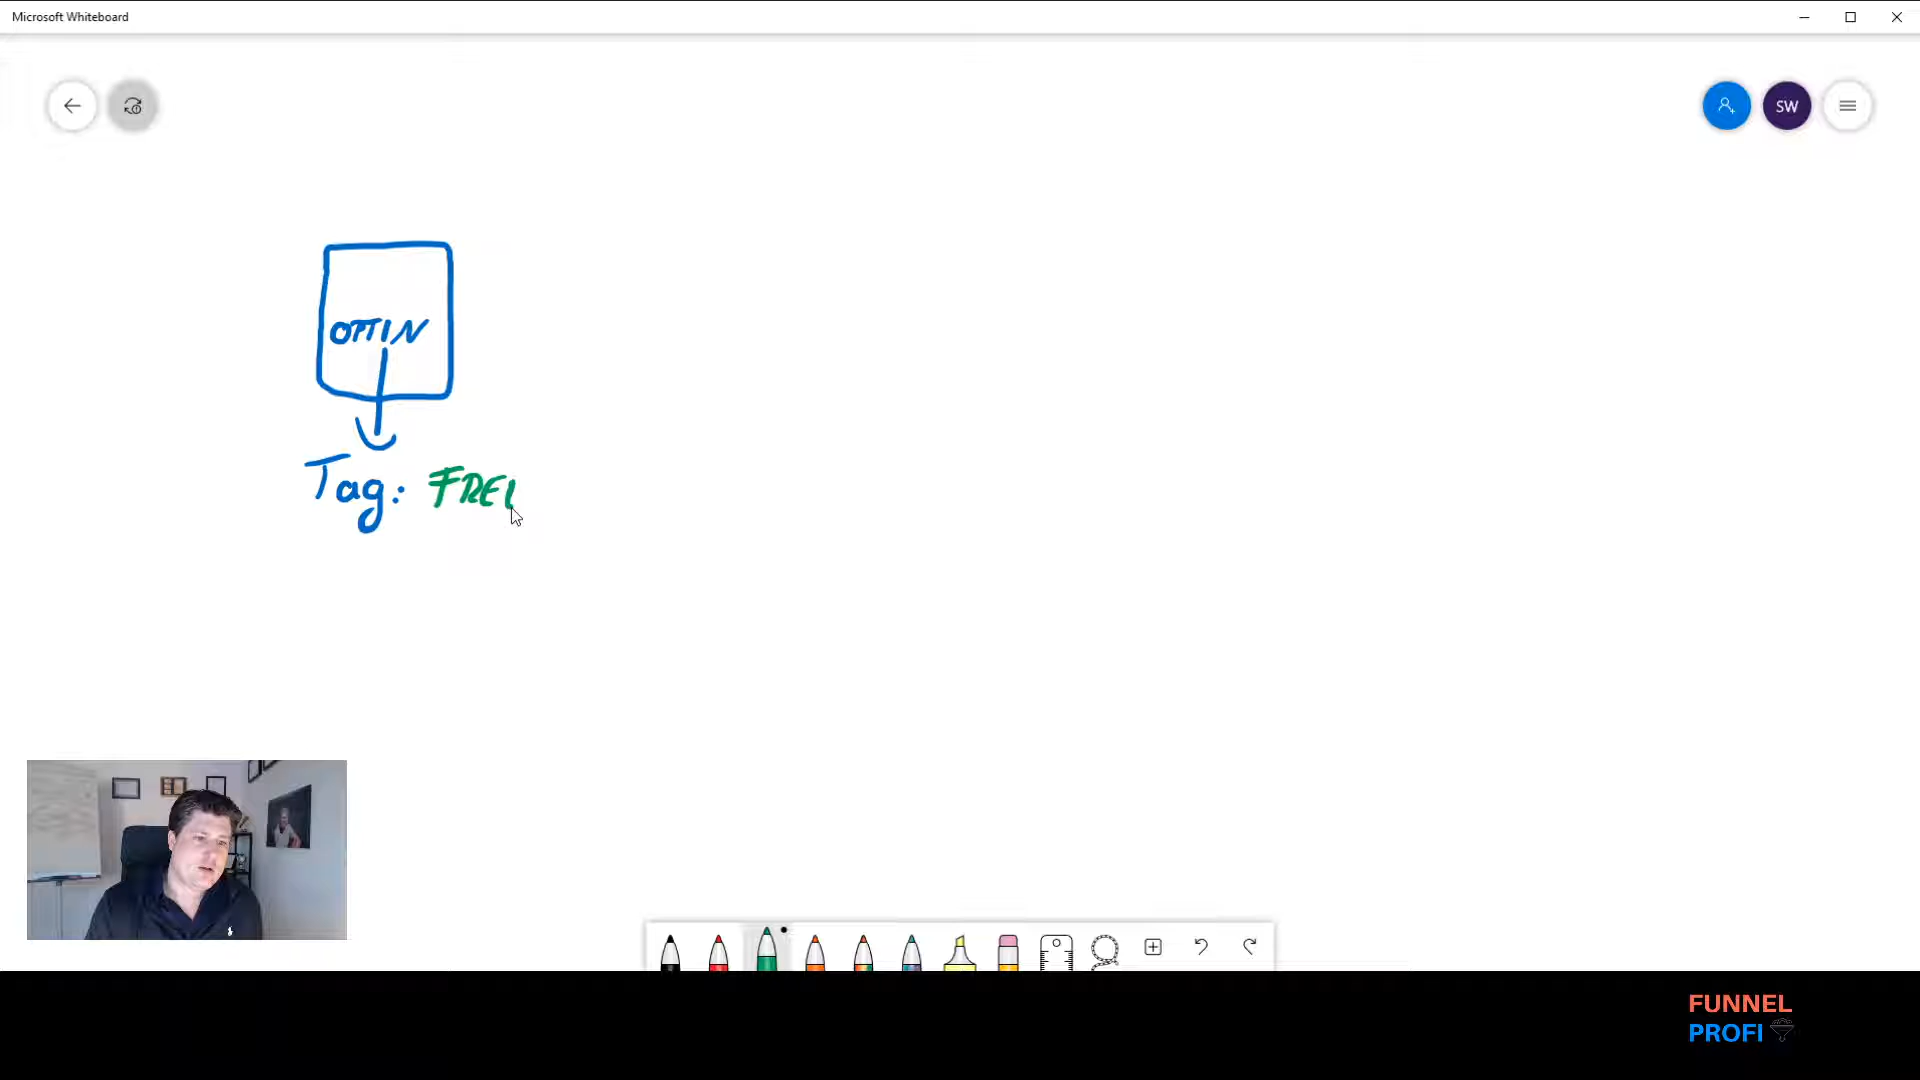 Microsoft Whiteboard
SW
OPTIN
Tag: FREI
FUNNEL
PROFI